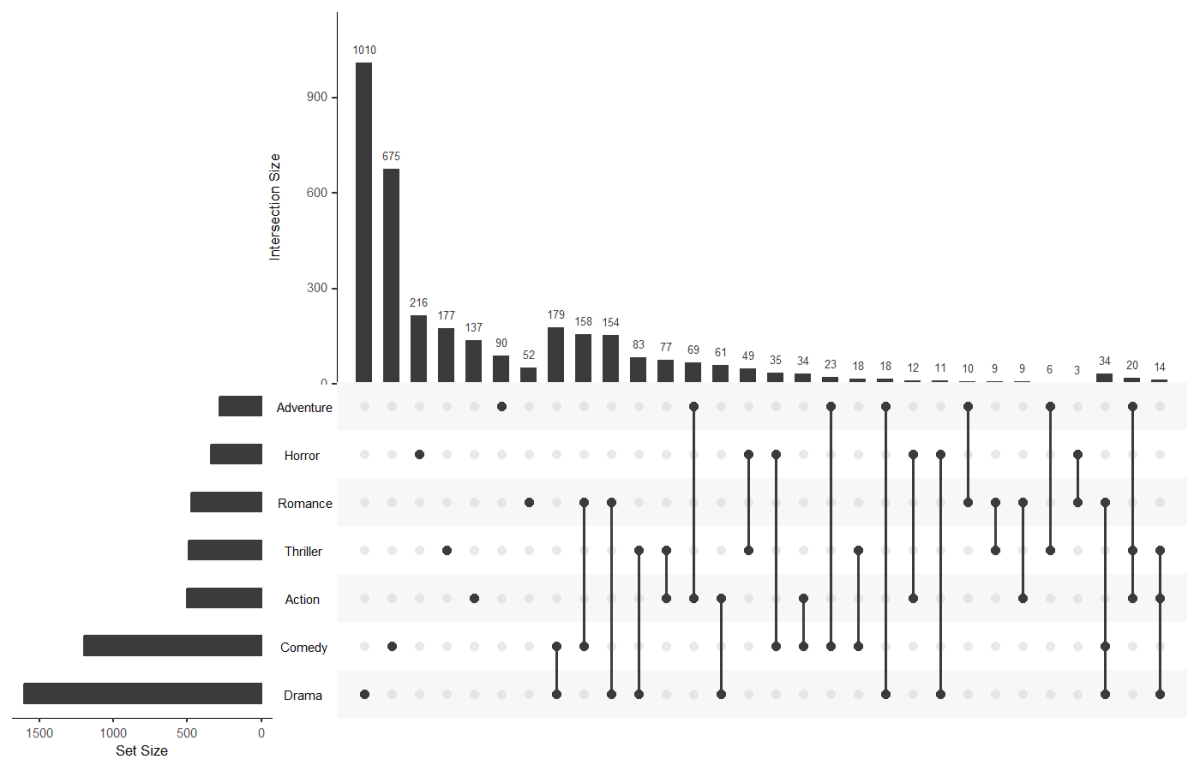 1010
900
675
600
Intersection Size
300
216 177 137 90 52 179 158 154 83 77 69 61 49 35 34 23 18 18 12 11 10 9 9 6 3 34 20 14
0
Adventure
Horror
Romance
Thriller
Action
Comedy
Drama
1500 1000 500 0
Set Size